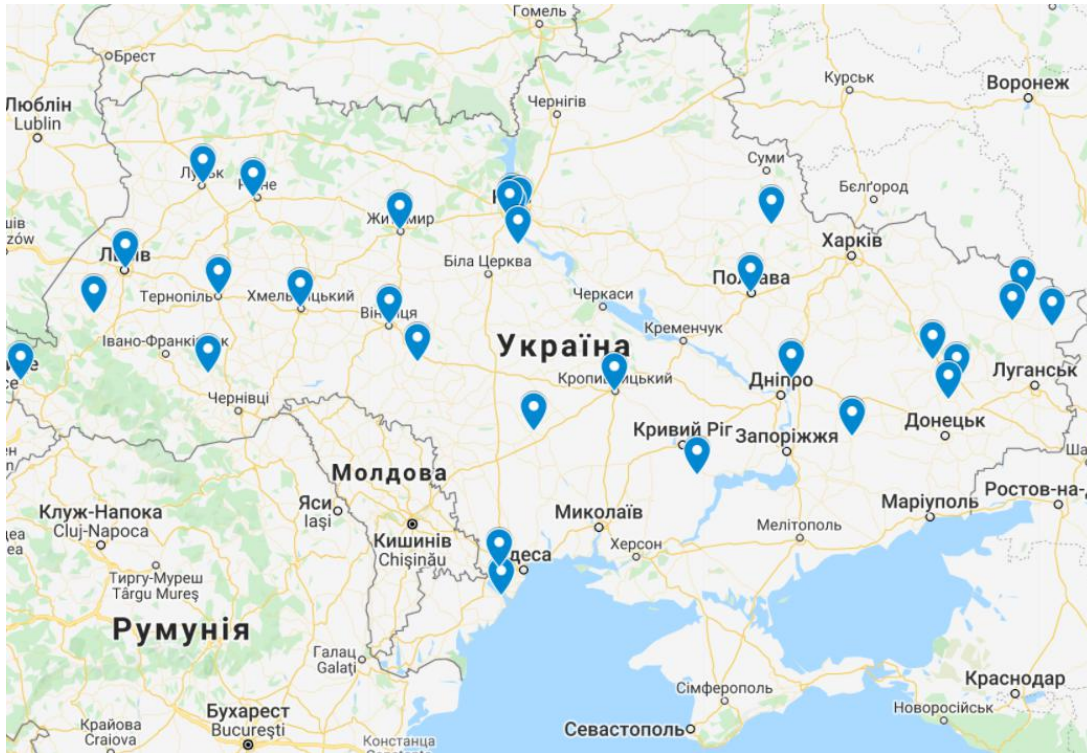 Гомель
Брест
Курськ
Воронеж
Люблін
Lublin
Чернігів
Суми
Бєлґород
Житомир
Львів
Харків
Біла Церква
Полтава
Тернопіль
Хмельницький
Черкаси
Вінниця
Україна
Кременчук
Івано-Франківськ
Луганськ
Кропивницький
Дніпро
Чернівці
Донецьк
Кривий Ріг
Запоріжжя
Молдова
Яси
Iași
Клуж-Напока
Cluj-Napoca
Миколаїв
Маріуполь
Ростов-на-
Мелітополь
Кишинів
Chișinău
Херсон
Одеса
Тиргу-Муреш
Târgu Mureș
Румунія
Галац
Galați
Краснодар
Сімферополь
Новоросійськ
Крайова
Craiova
Бухарест
București
Севастополь
Констанца